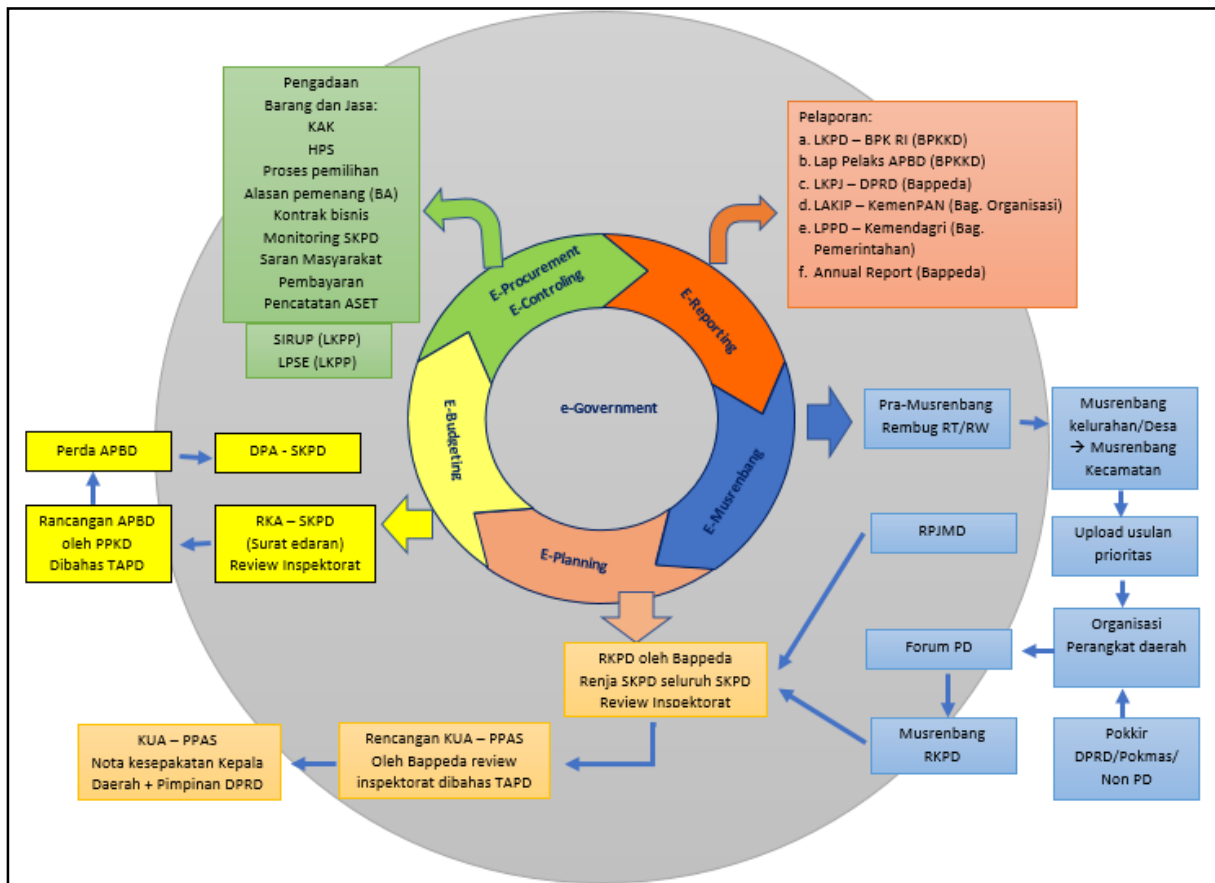 Pengadaan
Barang dan Jasa:
KAK
HPS
Proses pemilihan
Alasan pemenang (BA)
Kontrak bisnis
Monitoring SKPD
Saran Masyarakat
Pembayaran
Pencatatan ASET
SIRUP (LKPP)
LPSE (LKPP)
Pelaporan:
a. LKPD – BPK RI (BPKKD)
b. Lap Pelaks APBD (BPKKD)
c. LKPJ – DPRD (Bappeda)
d. LAKIP – KemenPAN (Bag. Organisasi)
e. LPPD – Kemendagri (Bag.
Pemerintahan)
f. Annual Report (Bappeda)
E-Procurement
E-Controling
E-Reporting
E-Musrenbang
E-Planning
E-Budgeting
e-Government
Pra-Musrenbang
Rembug RT/RW
Musrenbang
kelurahan/Desa
→ Musrenbang
Kecamatan
Upload usulan
prioritas
Organisasi
Perangkat daerah
Pokkir
DPRD/Pokmas/
Non PD
Forum PD
Musrenbang
RKPD
RPJMD
RKPD oleh Bappeda
Renja SKPD seluruh SKPD
Review Inspektorat
Rencangan KUA – PPAS
Oleh Bappeda review
inspektorat dibahas TAPD
KUA – PPAS
Nota kesepakatan Kepala
Daerah + Pimpinan DPRD
RKA – SKPD
(Surat edaran)
Review Inspektorat
Rancangan APBD
oleh PPKD
Dibahas TAPD
Perda APBD
DPA - SKPD